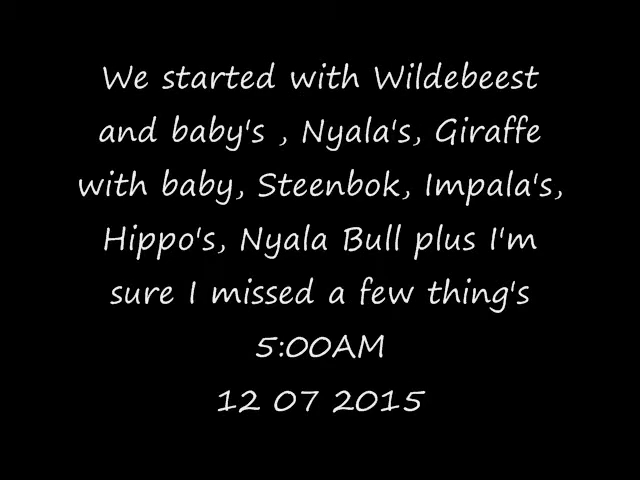 We started with Wildebeest
and baby's , Nyala's, Giraffe
with baby, Steenbok, Impala's,
Hippo's, Nyala Bull plus I'm
sure I missed a few thing's
5:00AM
12 07 2015